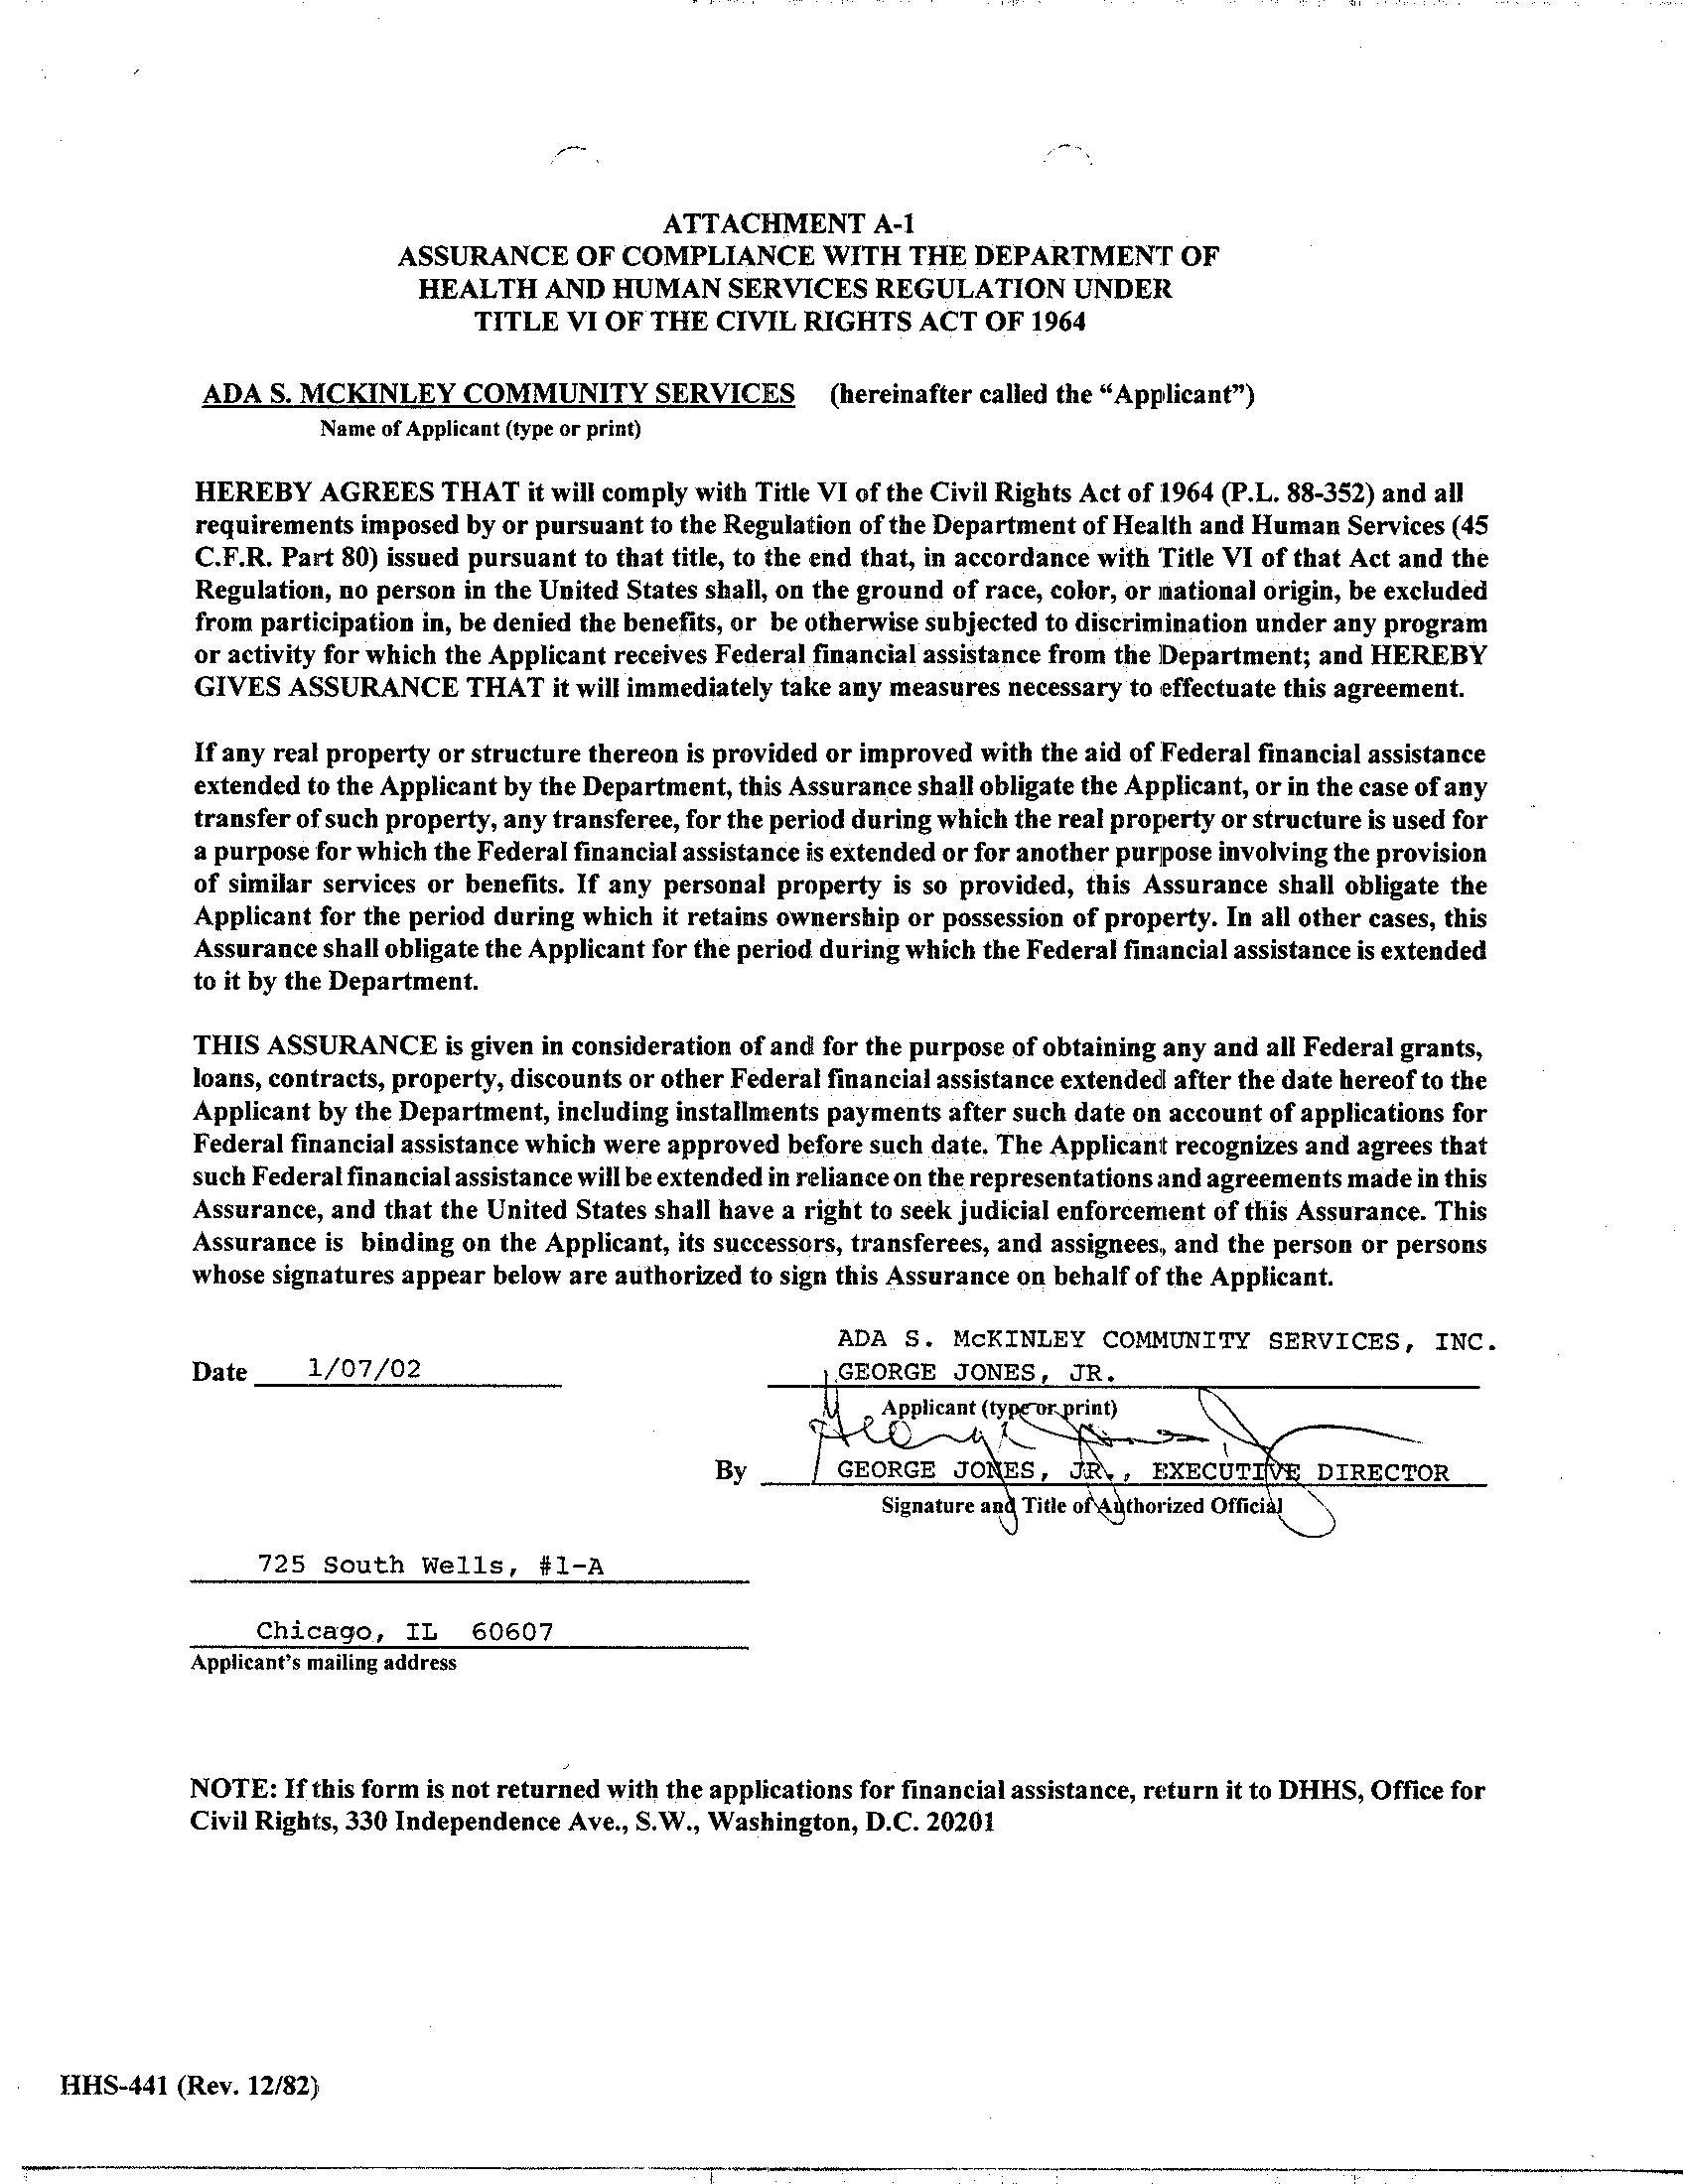 ATTACHMENT A-1
ASSURANCE OF COMPLIANCE WITH THE DEPARTMENT OF
HEALTH AND HUMAN SERVICES REGULATION UNDER
TITLE VI OF THE CIVIL RIGHTS ACT OF 1964
ADA S. MCKINLEY COMMUNITY SERVICES (hereinafter called the “Applicant”)
Name of Applicant (type or print)
HEREBY AGREES THAT it will comply with Title VI of the Civil Rights Act of 1964 (P.L. 88-352) and all
requirements imposed by or pursuant to the Regulation of the Department of Health and Human Services (45
C.F.R. Part 80) issued pursuant to that title, to the end that, in accordance with Title VI of that Act and the
Regulation, no person in the United States shall, on the ground of race, color, or national origin, be excluded
from participation in, be denied the benefits, or be otherwise subjected to discrimination under any program
or activity for which the Applicant receives Federal financial assistance from the Department; and HEREBY
GIVES ASSURANCE THAT it will immediately take any measures necessary to effectuate this agreement.
If any real property or structure thereon is provided or improved with the aid of Federal financial assistance
extended to the Applicant by the Department, this Assurance shall obligate the Applicant, or in the case of any
transfer of such property, any transferee, for the period during which the real property or structure is used for
a purpose for which the Federal financial assistance is extended or for another purpose involving the provision
of similar services or benefits. If any personal property is so provided, this Assurance shall obligate the
Applicant for the period during which it retains ownership or possession of property. In all other cases, this
Assurance shall obligate the Applicant for the period during which the Federal financial assistance is extended
to it by the Department.
THIS ASSURANCE is given in consideration of and for the purpose of obtaining any and all Federal grants,
loans, contracts, property, discounts or other Federal financial assistance extended after the date hereof to the
Applicant by the Department, including installments payments after such date on account of applications for
Federal financial assistance which were approved before such date. The Applicant recognizes and agrees that
such Federal financial assistance will be extended in reliance on the representations and agreements made in this
Assurance, and that the United States shall have a right to seek judicial enforcement of this Assurance. This
Assurance is binding on the Applicant, its successors, transferees, and assignees, and the person or persons
whose signatures appear below are authorized to sign this Assurance on behalf of the Applicant.
ADA S. McKINLEY COMMUNITY SERVICES, INC.
Date 1/07/02 GEORGE JONES, JR.
Applicant (type or print)
George Jones, Jr
By GEORGE JONES, JR., EXECUTIVE DIRECTOR
Signature and Title of Authorized Official
725 South Wells, #1-A
Chicago, IL 60607
Applicant's mailing address
NOTE: If this form is not returned with the applications for financial assistance, return it to DHHS, Office for
Civil Rights, 330 Independence Ave., S.W., Washington, D.C. 20201
HHS-441 (Rev. 12/82)